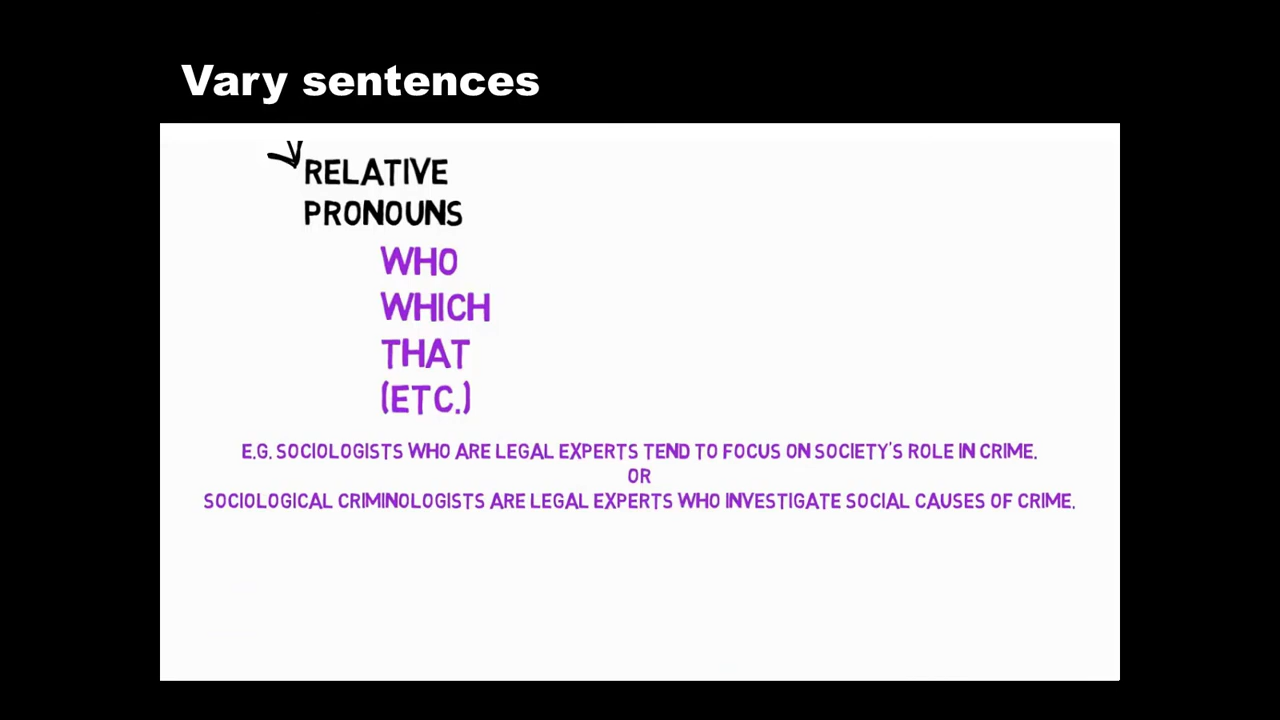 Vary sentences
RELATIVE
PRONOUNS
WHO
WHICH
THAT
(ETC.)
E.G. SOCIOLOGISTS WHO ARE LEGAL EXPERTS TEND TO FOCUS ON SOCIETY'S ROLE IN CRIME.
OR
SOCIOLOGICAL CRIMINOLOGISTS ARE LEGAL EXPERTS WHO INVESTIGATE SOCIAL CAUSES OF CRIME.